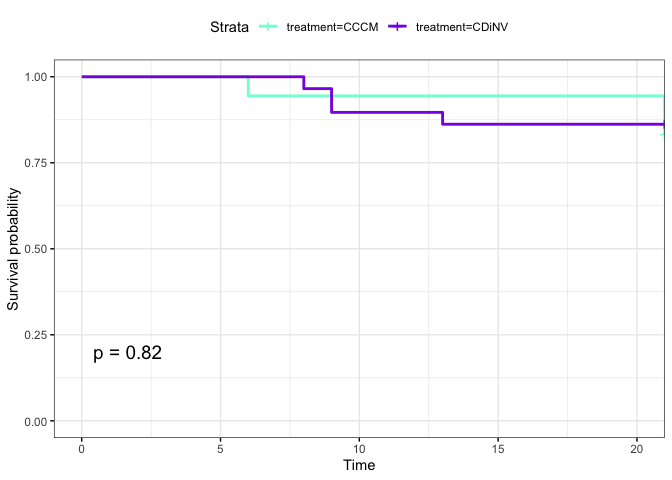 Strata treatment=CCCM treatment=CDiNV
1.00
0.75
0.50
0.25
0.00
Survival probability
p = 0.82
0 5 10 15 20
Time